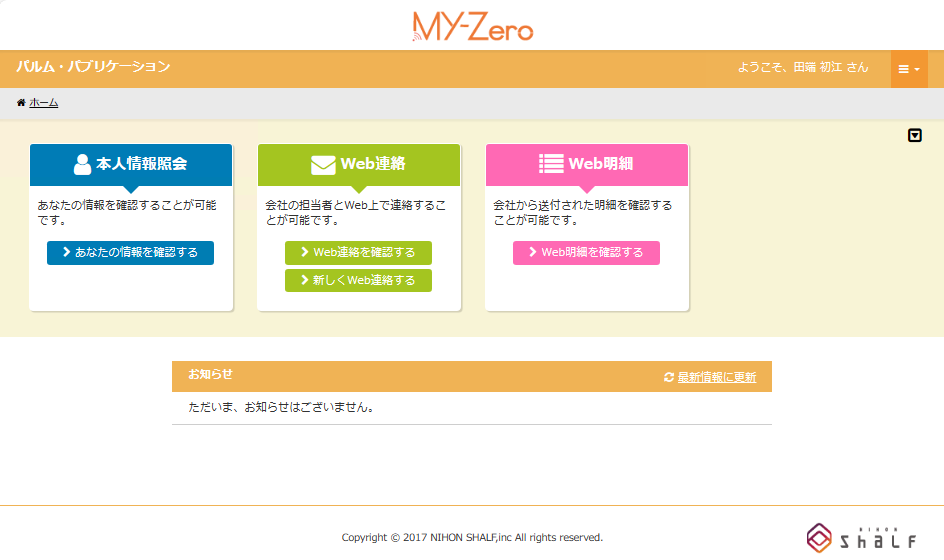 MY-Zero
パルム・パブリケーション
ようこそ、田端 初江 さん
ホーム
本人情報照会
あなたの情報を確認することが可能
です。
あなたの情報を確認する
Web連絡
会社の担当者とWeb上で連絡するこ
とが可能です。
Web連絡を確認する
新しくWeb連絡する
Web明細
会社から送付された明細を確認する
ことが可能です。
Web明細を確認する
お知らせ
最新情報に更新
ただいま、お知らせはございません。
Copyright © 2017 NIHON SHALF,inc All rights reserved.
NIHON
shalf